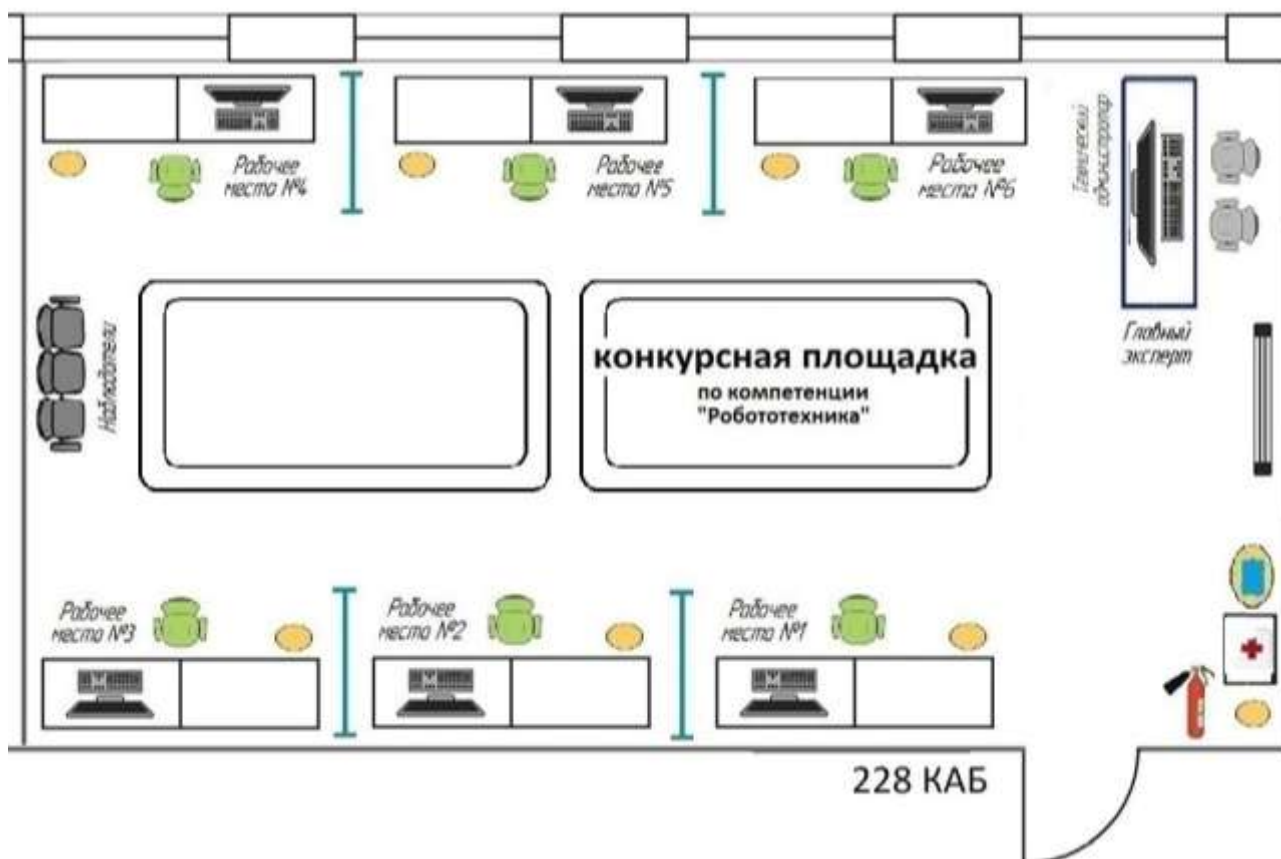 Рабочее
место №4
Рабочее
место №5
Рабочее
место №6
Технический
администратор
Главный
эксперт
Наблюдатели
конкурсная площадка
по компетенции
"Робототехника"
Рабочее
место №3
Рабочее
место №2
Рабочее
место №1
228 КАБ